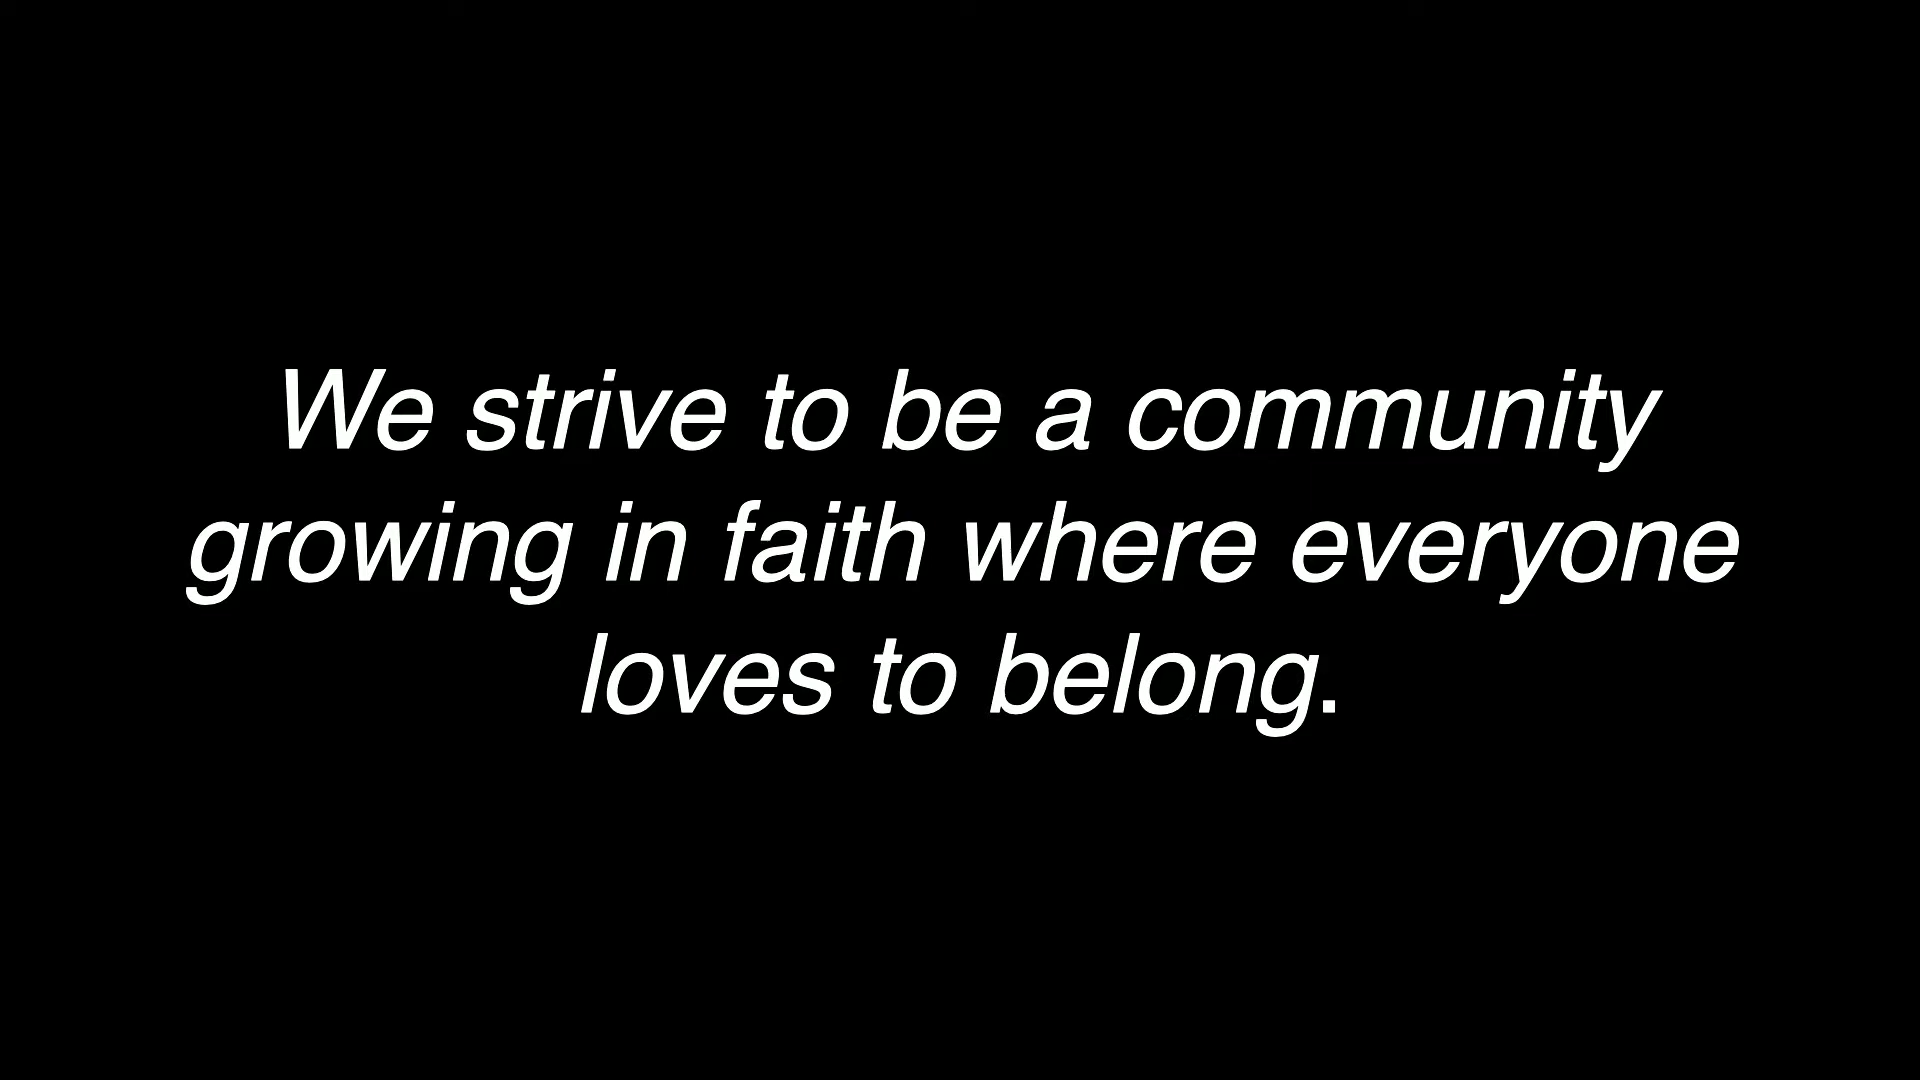 We strive to be a community
growing in faith where everyone
loves to belong.